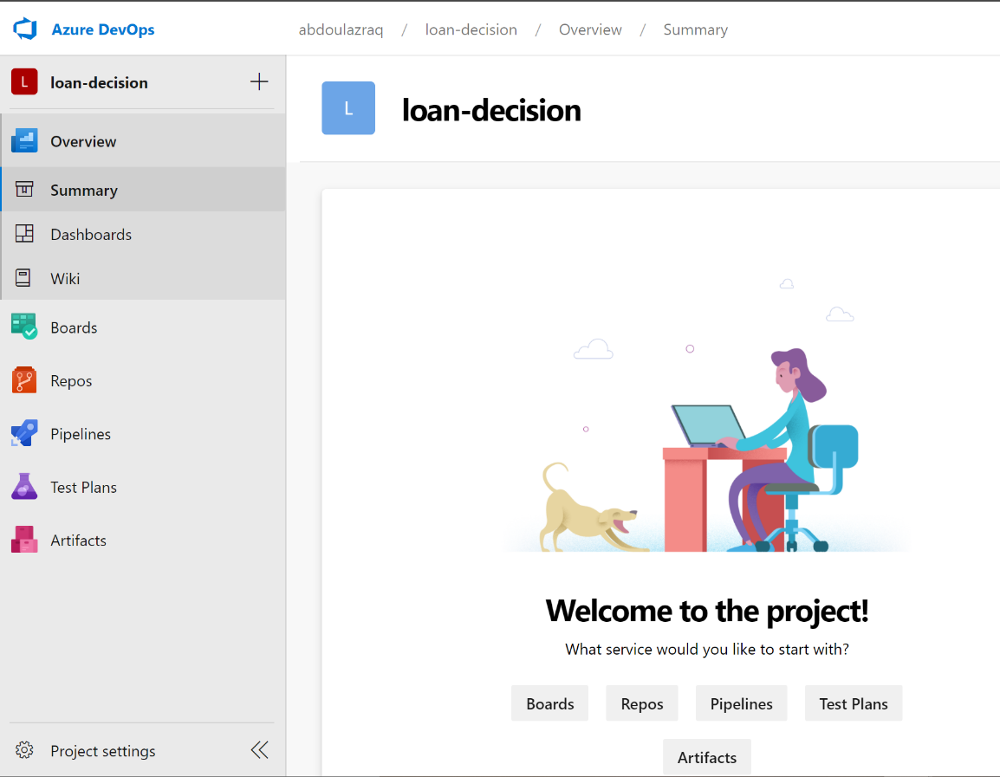 Azure DevOps
abdoulazraq / loan-decision / Overview / Summary
L loan-decision
L loan-decision
Overview
Summary
Dashboards
Wiki
Boards
Repos
Pipelines
Test Plans
Artifacts
Project settings
Welcome to the project!
What service would you like to start with?
Boards Repos Pipelines Test Plans
Artifacts